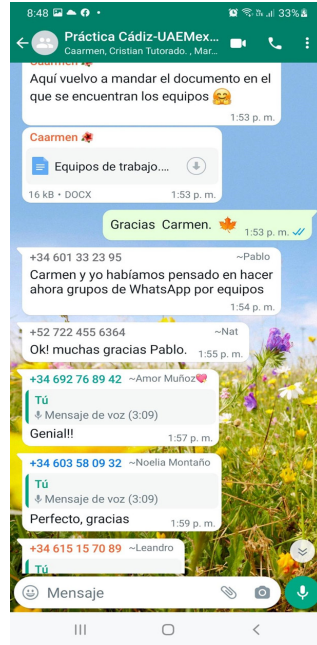 8:48
33%
Práctica Cádiz-UAEMex...
Caarmen, Cristian Tutorado. , Mar...
Aquí vuelvo a mandar el documento en el
que se encuentran los equipos 🤗
1:53 p. m.
Caarmen
Equipos de trabajo....
16 kB • DOCX
1:53 p. m.
Gracias Carmen. 🍁
1:53 p. m.
+34 601 33 23 95
~Pablo
Carmen y yo habíamos pensado en hacer
ahora grupos de WhatsApp por equipos
1:54 p. m.
+52 722 455 6364
~Nat
Ok! muchas gracias Pablo.
1:55 p. m.
+34 692 76 89 42 ~Amor Muñoz
Tú
Mensaje de voz (3:09)
Genial!!
1:57 p. m.
+34 603 58 09 32 ~Noelia Montaño
Tú
Mensaje de voz (3:09)
Perfecto, gracias
1:59 p. m.
+34 615 15 70 89 ~Leandro
Tú
Mensaje